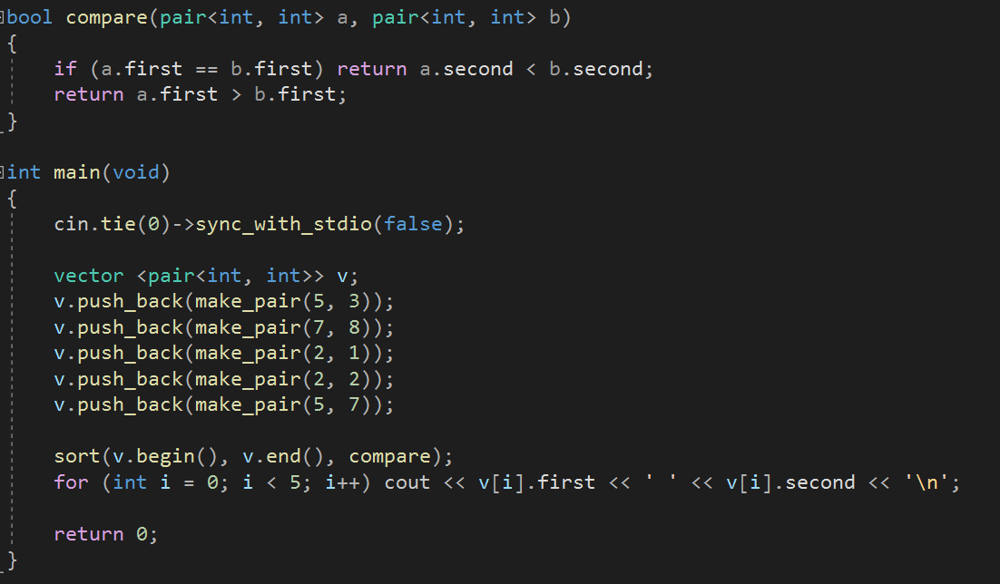 bool compare(pair<int, int> a, pair<int, int> b)
{
    if (a.first == b.first) return a.second < b.second;
    return a.first > b.first;
}

int main(void)
{
    cin.tie(0)->sync_with_stdio(false);

    vector <pair<int, int>> v;
    v.push_back(make_pair(5, 3));
    v.push_back(make_pair(7, 8));
    v.push_back(make_pair(2, 1));
    v.push_back(make_pair(2, 2));
    v.push_back(make_pair(5, 7));

    sort(v.begin(), v.end(), compare);
    for (int i = 0; i < 5; i++) cout << v[i].first << ' ' << v[i].second << '\n';

    return 0;
}